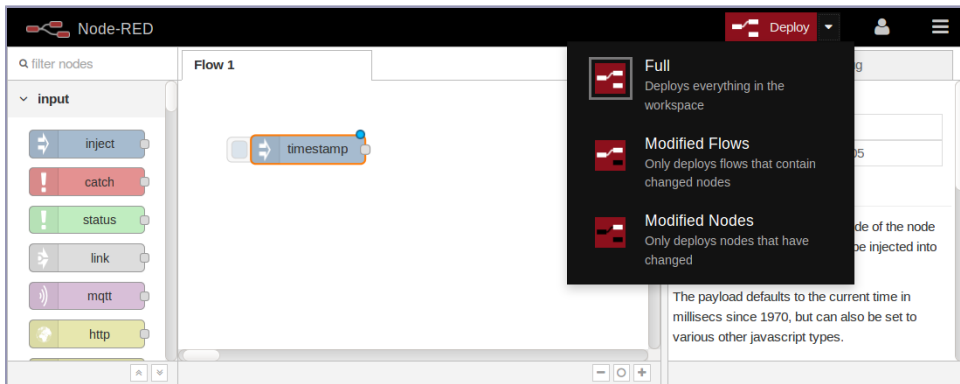 Node-RED
Deploy
filter nodes
Flow 1
g
input
inject
catch
status
link
mqtt
http
timestamp
Full
Deploys everything in the
workspace
Modified Flows
Only deploys flows that contain
changed nodes
Modified Nodes
Only deploys nodes that have
changed
05
de of the node
be injected into
The payload defaults to the current time in
millisecs since 1970, but can also be set to
various other javascript types.